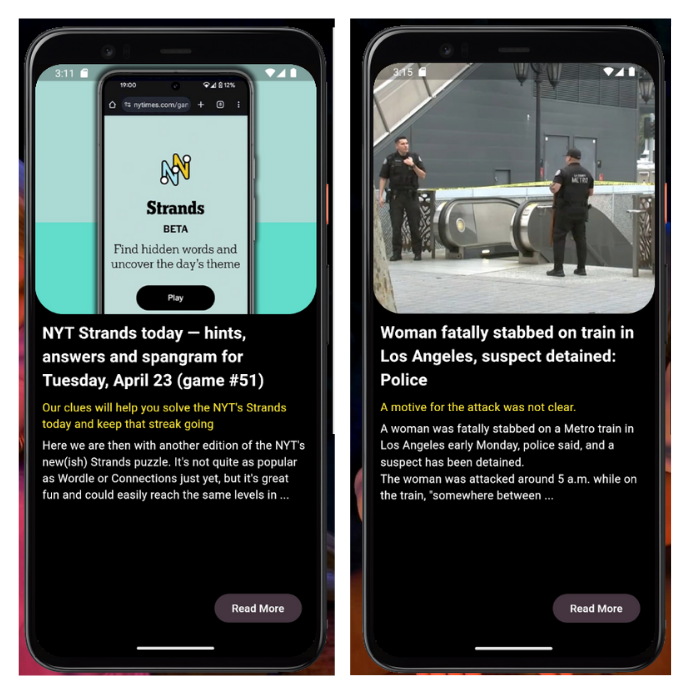 3:11
19:00
12%
nytimes.com/gar
Strands
BETA
Find hidden words and
uncover the day's theme
Play
NYT Strands today — hints,
answers and spangram for
Tuesday, April 23 (game #51)
Our clues will help you solve the NYT's Strands
today and keep that streak going
Here we are then with another edition of the NYT's
new(ish) Strands puzzle. It's not quite as popular
as Wordle or Connections just yet, but it's great
fun and could easily reach the same levels in ...
Read More
3:15
METRO
Woman fatally stabbed on train in
Los Angeles, suspect detained:
Police
A motive for the attack was not clear.
A woman was fatally stabbed on a Metro train in
Los Angeles early Monday, police said, and a
suspect has been detained.
The woman was attacked around 5 a.m. while on
the train, "somewhere between ...
Read More